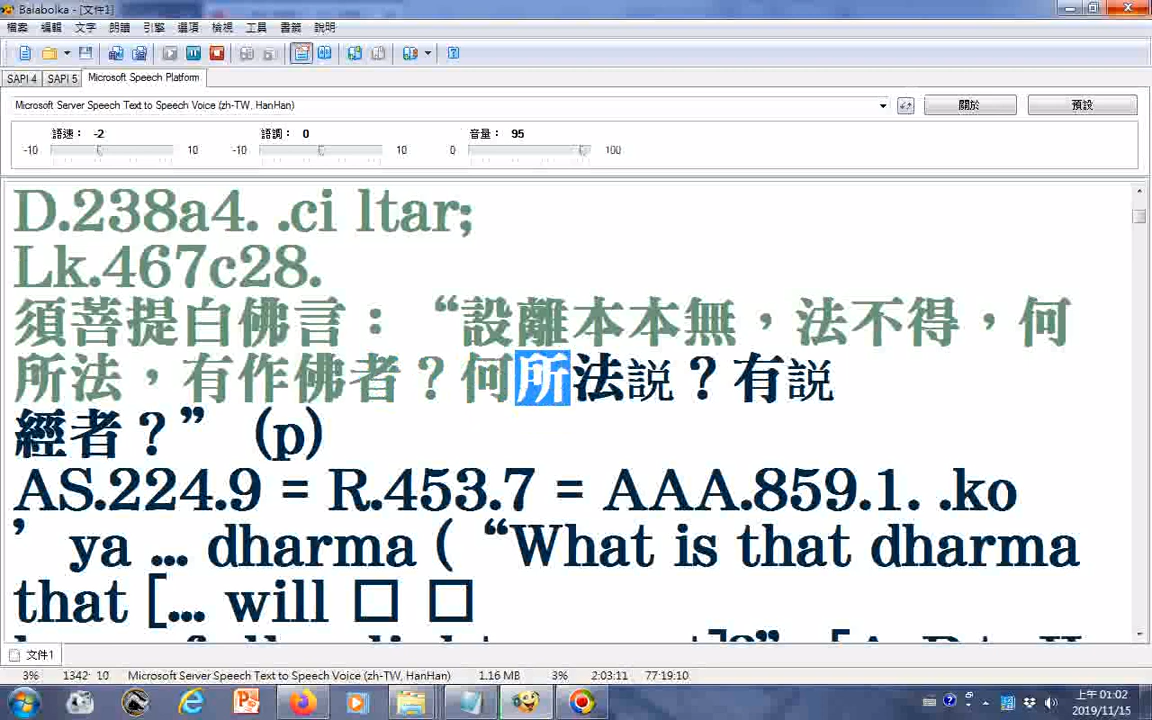 Balabolka - [文件1]
檔案 編輯 文字 朗讀 引擎 選項 檢視 工具 書籤 說明
SAPI 4 SAPI 5 Microsoft Speech Platform
Microsoft Server Speech Text to Speech Voice (zh-TW, HanHan) 關於 預設
語速： -2 語調： 0 音量： 95
-10 10 -10 10 0 100
D.238a4. .ci ltar;
Lk.467c28.
須菩提白佛言：“設離本本無，法不得，何
所法，有作佛者？何所法説？有説
經者？” (p)
AS.224.9 = R.453.7 = AAA.859.1. .ko
’ ya ... dharma (“What is that dharma
that [... will □ □
文件1
3% 1342: 10 Microsoft Server Speech Text to Speech Voice (zh-TW, HanHan) 1.16 MB 3% 2:03:11 77:19:10
上午 01:02
2019/11/15